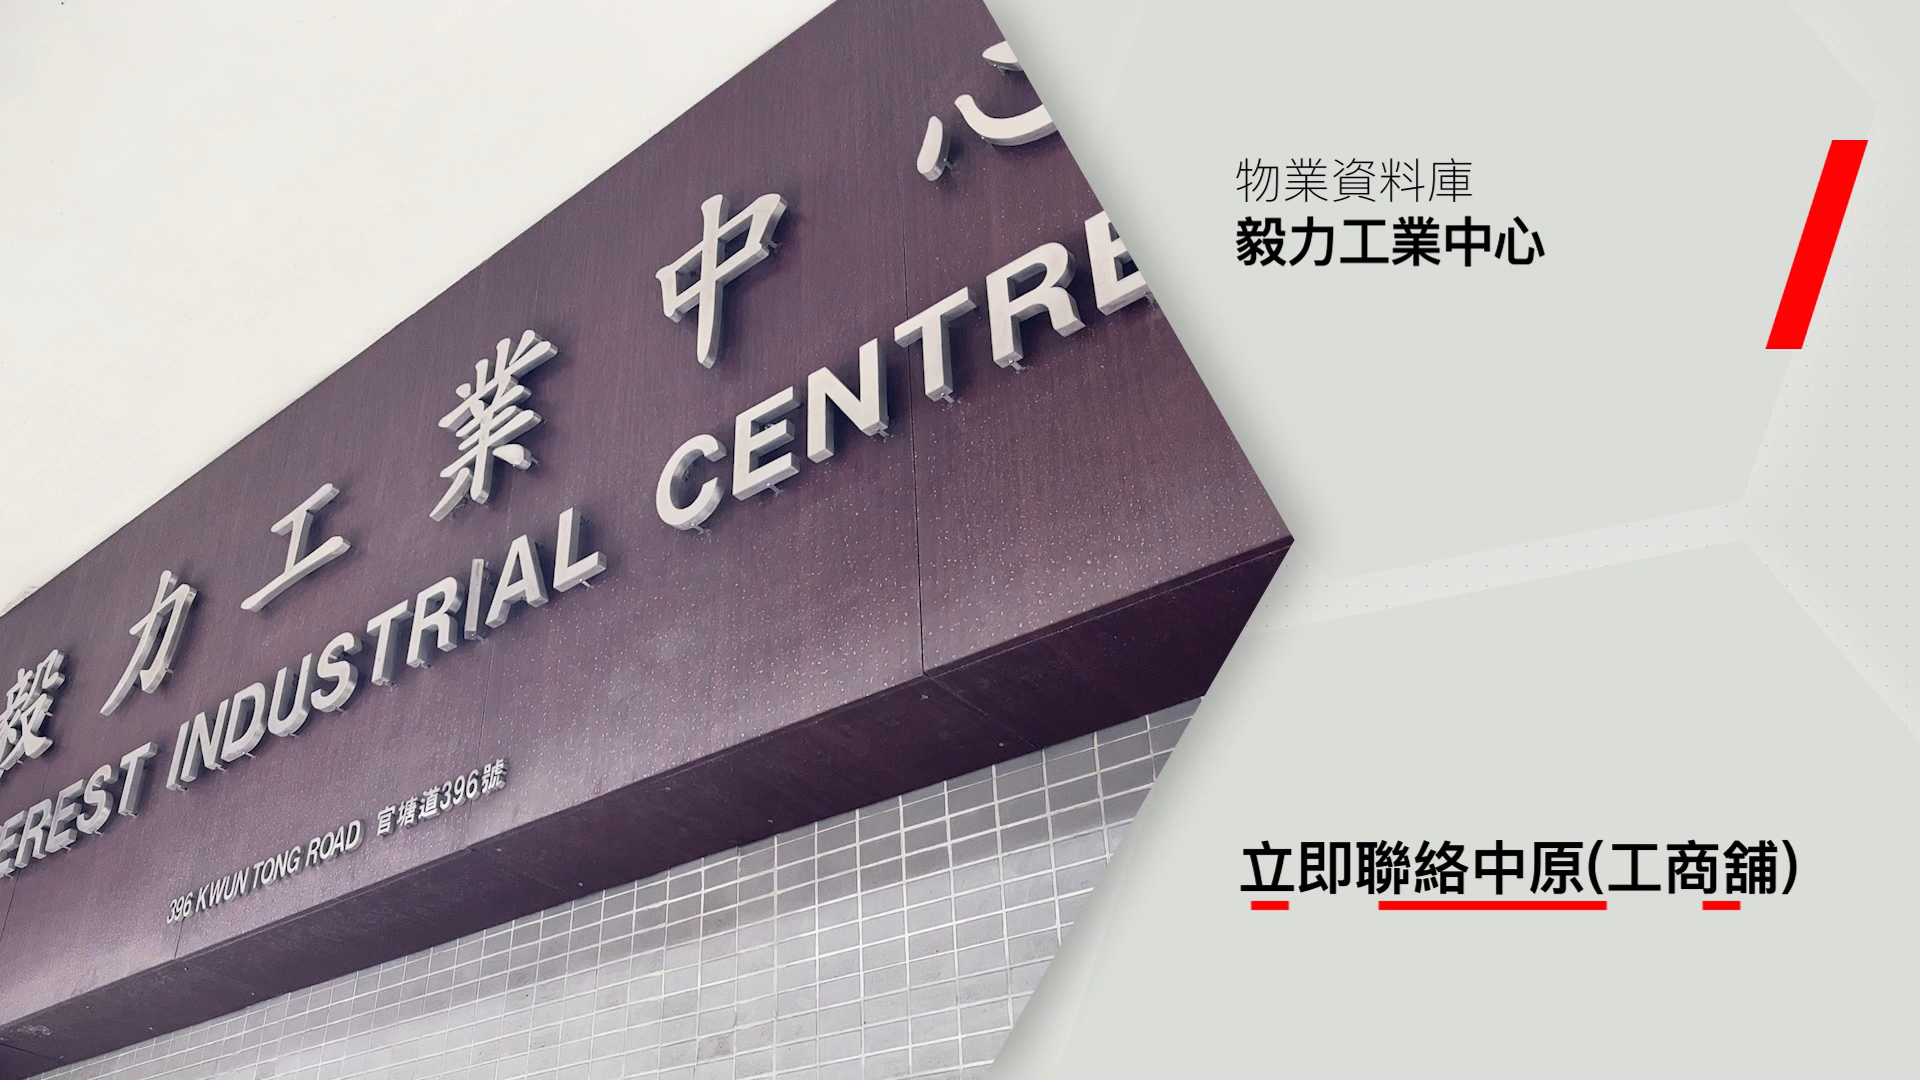 毅力工業中心
EREST INDUSTRIAL CENTRE
396 KWUN TONG ROAD 官塘道396號
物業資料庫
毅力工業中心
立即聯絡中原(工商舖)